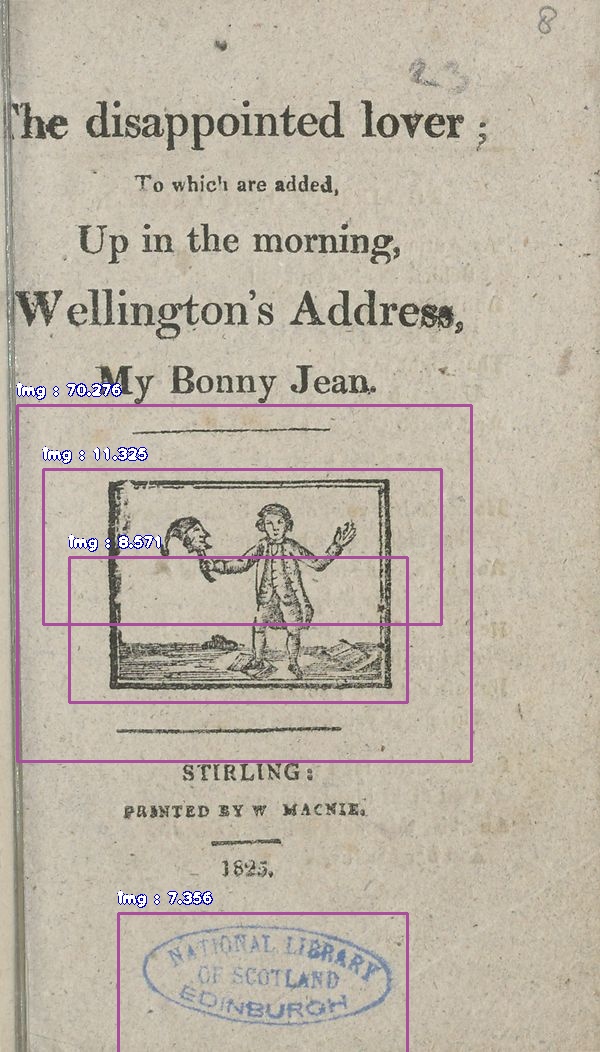 8
23
The disappointed lover;
To which are added,
Up in the morning,
Wellington's Address,
My Bonny Jean.
img : 70.276
img : 11.325
img : 8.571
STIRLING:
PRINTED BY W MACNIE.
1825.
img : 7.356
NATIONAL LIBRARY
OF SCOTLAND
EDINBURGH